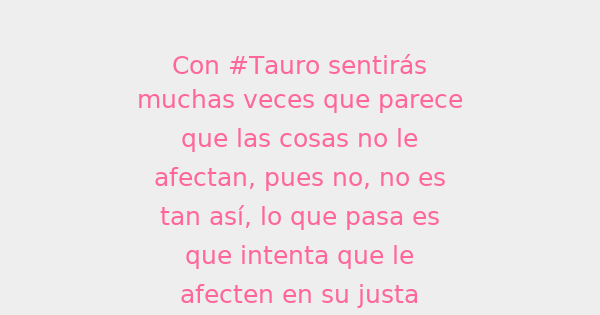 Con #Tauro sentirás
muchas veces que parece
que las cosas no le
afectan, pues no, no es
tan así, lo que pasa es
que intenta que le
afecten en su justa